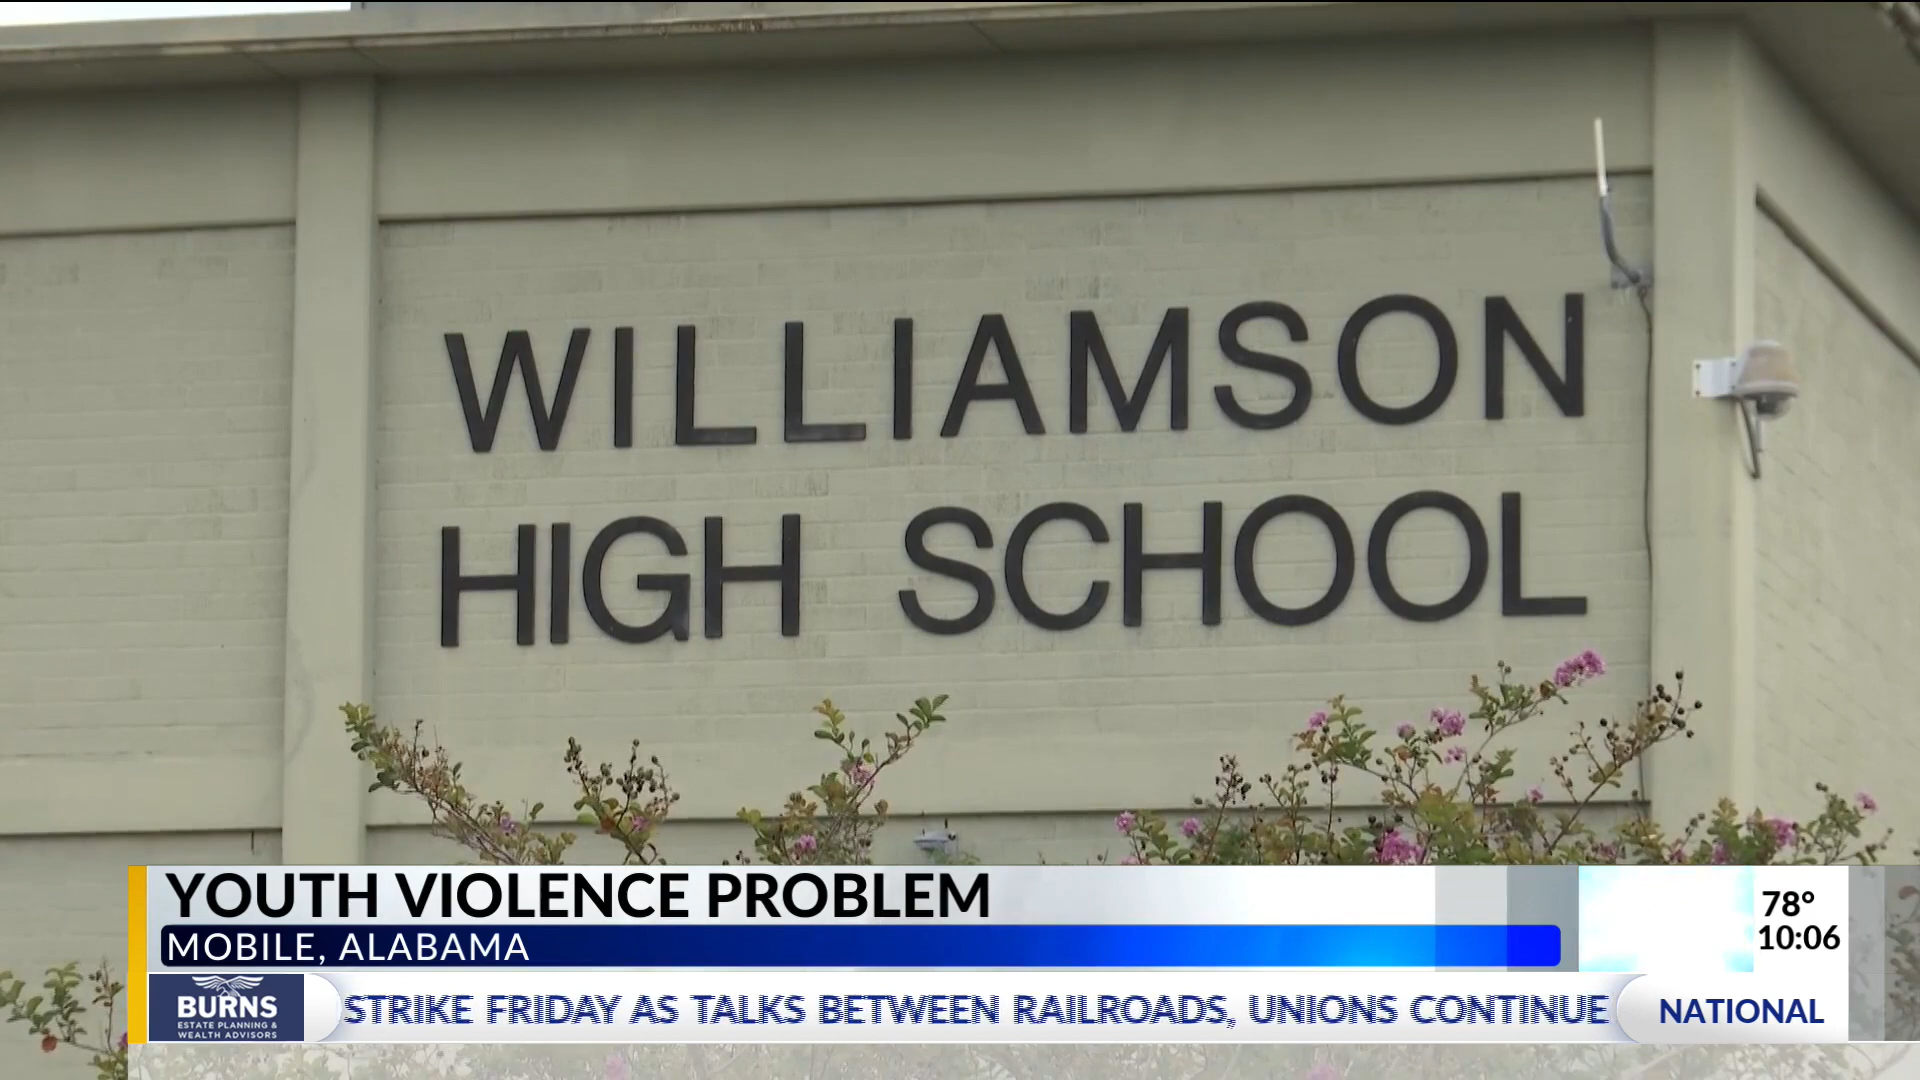 WILLIAMSON
HIGH SCHOOL
YOUTH VIOLENCE PROBLEM
MOBILE, ALABAMA
78°
10:06
BURNS
ESTATE PLANNING &
WEALTH ADVISORS
STRIKE FRIDAY AS TALKS BETWEEN RAILROADS, UNIONS CONTINUE
NATIONAL